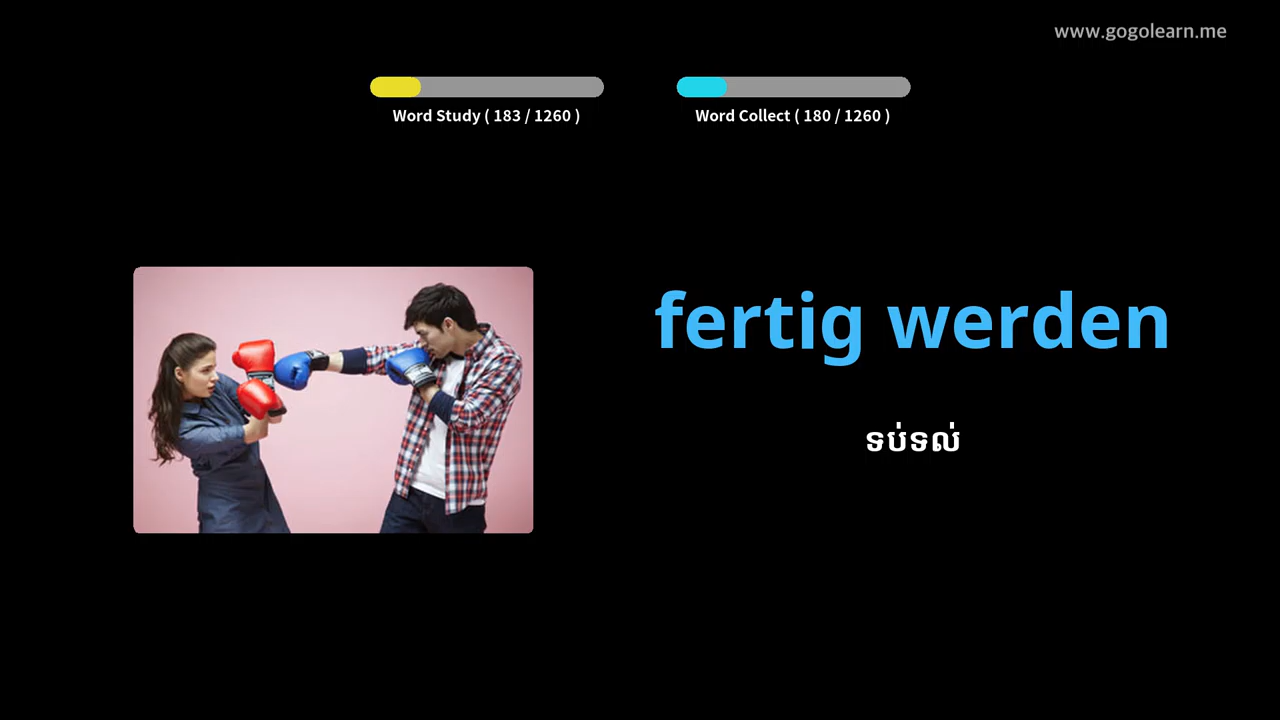 www.gogolearn.me
Word Study ( 183 / 1260 )
Word Collect ( 180 / 1260 )
fertig werden
ទប់ទល់